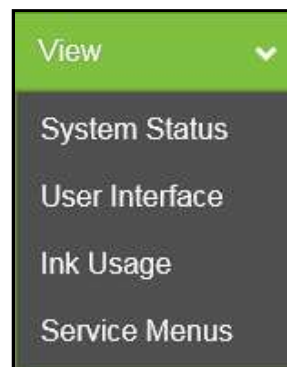 View
System Status
User Interface
Ink Usage
Service Menus